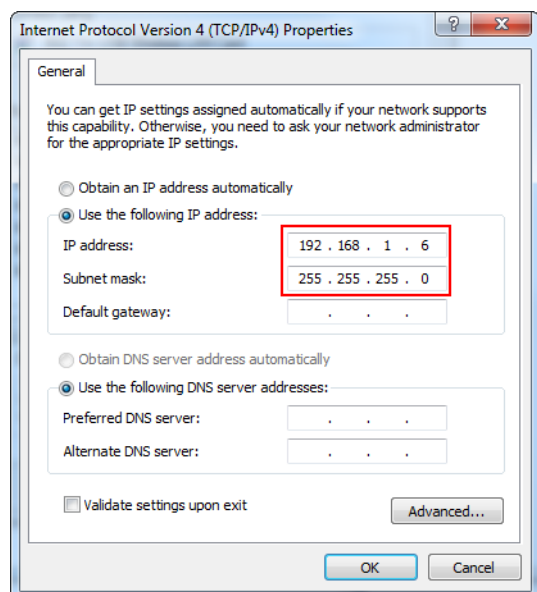 Internet Protocol Version 4 (TCP/IPv4) Properties
?
General
You can get IP settings assigned automatically if your network supports
this capability. Otherwise, you need to ask your network administrator
for the appropriate IP settings.
Obtain an IP address automatically
Use the following IP address:
IP address: 192 . 168 . 1 . 6
Subnet mask: 255 . 255 . 255 . 0
Default gateway: . . .
Obtain DNS server address automatically
Use the following DNS server addresses:
Preferred DNS server: . . .
Alternate DNS server: . . .
Validate settings upon exit
Advanced...
OK Cancel